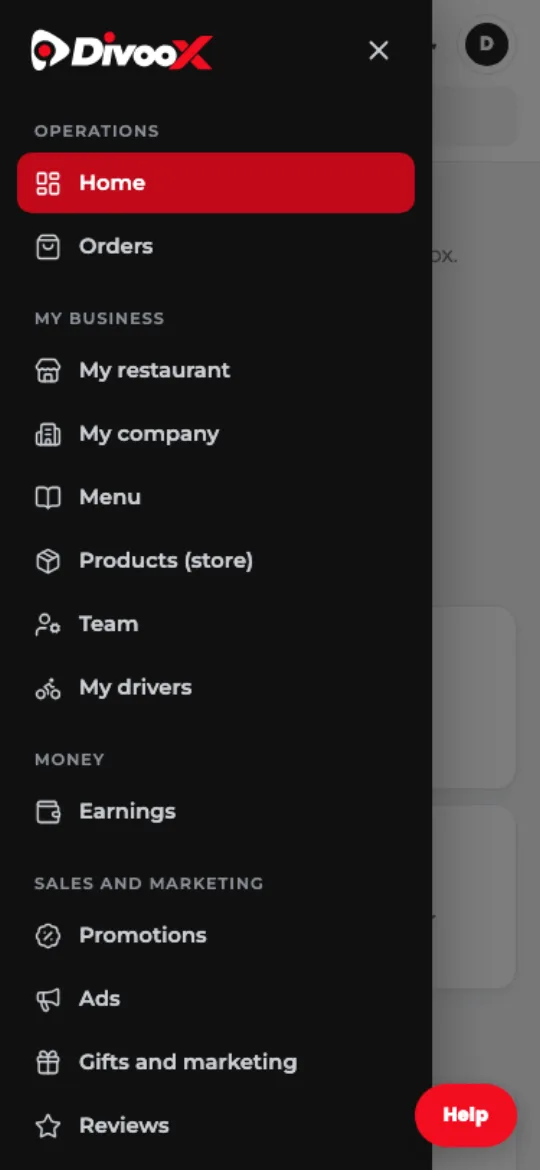 DivooX
D
OPERATIONS
Home
Orders
ox.
MY BUSINESS
My restaurant
My company
Menu
Products (store)
Team
My drivers
MONEY
Earnings
SALES AND MARKETING
Promotions
Ads
Gifts and marketing
Reviews
Help